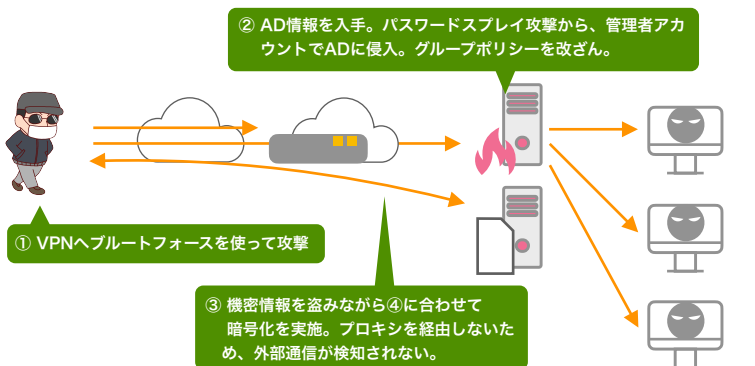 ② AD情報を入手。パスワードスプレイ攻撃から、管理者アカ
ウントでADに侵入。グループポリシーを改ざん。
① VPNへブルートフォースを使って攻撃
③ 機密情報を盗みながら④に合わせて
暗号化を実施。プロキシを経由しないた
め、外部通信が検知されない。